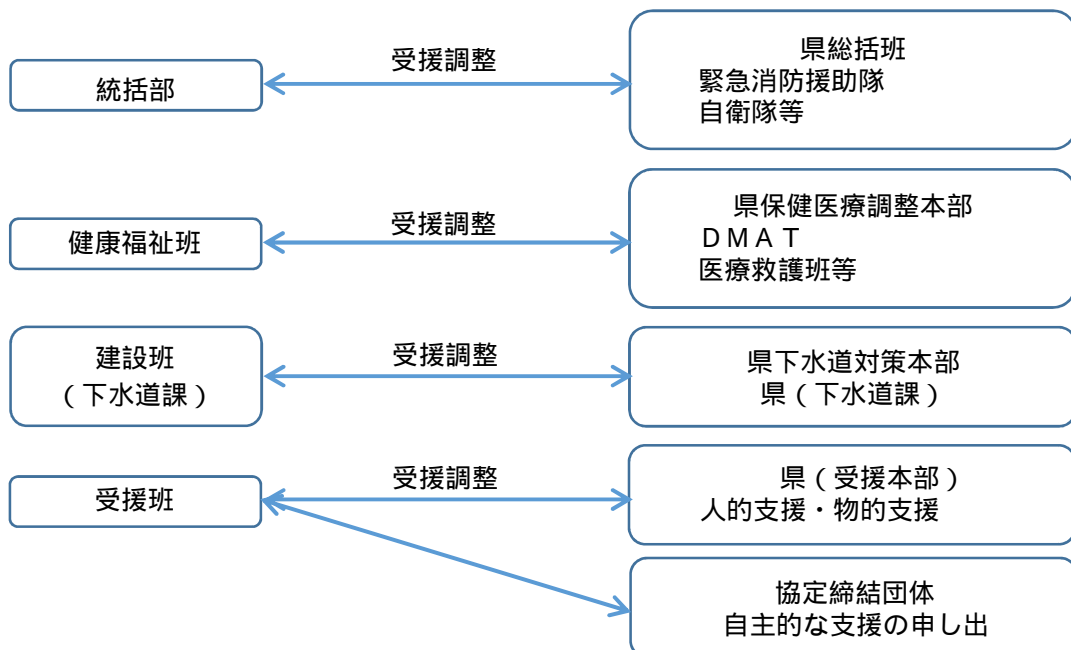 統括部
受援調整
県総括班
緊急消防援助隊
自衛隊等
健康福祉班
受援調整
県保健医療調整本部
ＤＭＡＴ
医療救護班等
建設班
（下水道課）
受援調整
県下水道対策本部
県（下水道課）
受援班
受援調整
県（受援本部）
人的支援・物的支援
協定締結団体
自主的な支援の申し出